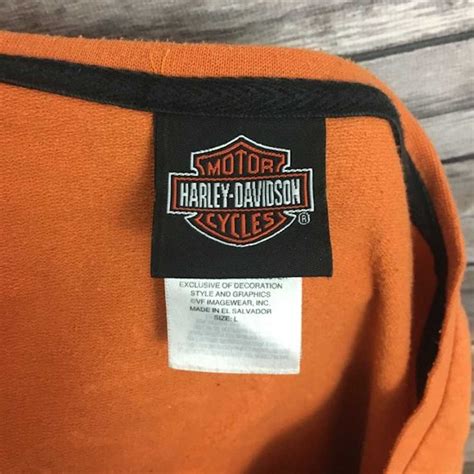 MOTOR
HARLEY-DAVIDSON
CYCLES ®
EXCLUSIVE OF DECORATION
STYLE AND GRAPHICS
©VF IMAGEWEAR, INC.
MADE IN EL SALVADOR
SIZE: L